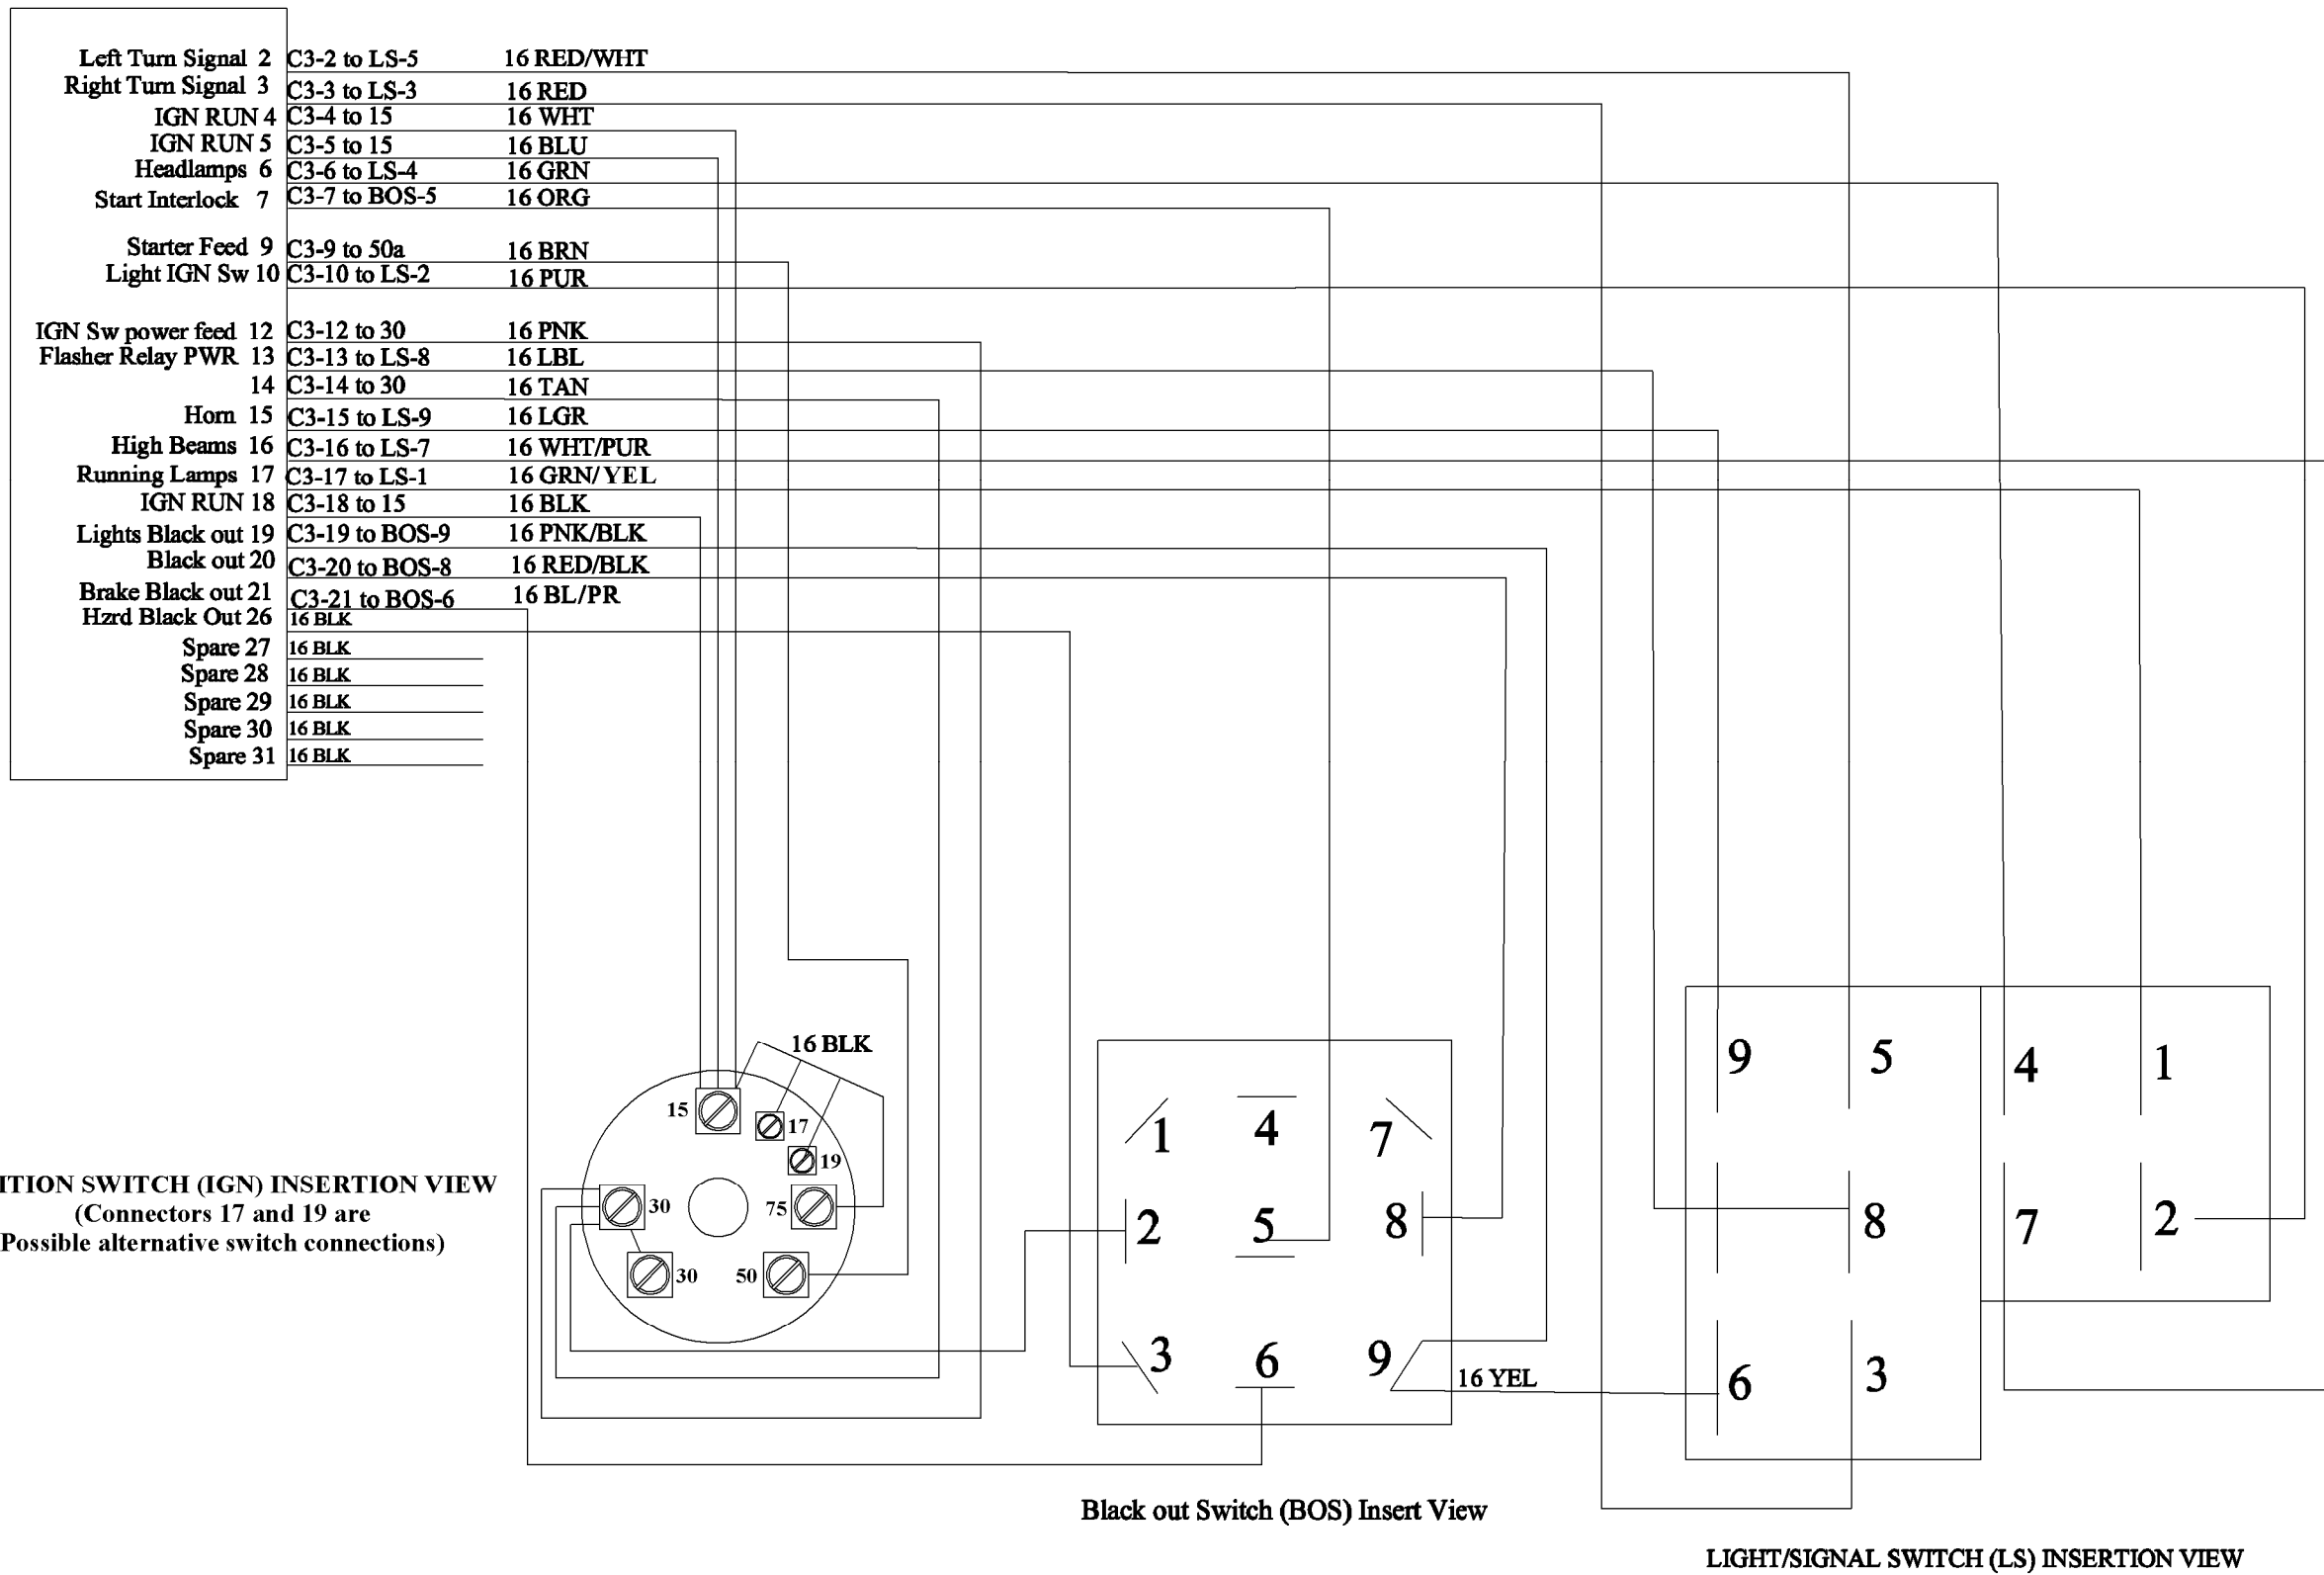 Left Turn Signal 2 C3-2 to LS-5 16 RED/WHT
Right Turn Signal 3 C3-3 to LS-3 16 RED
IGN RUN 4 C3-4 to 15 16 WHT
IGN RUN 5 C3-5 to 15 16 BLU
Headlamps 6 C3-6 to LS-4 16 GRN
Start Interlock 7 C3-7 to BOS-5 16 ORG
Starter Feed 9 C3-9 to 50a 16 BRN
Light IGN Sw 10 C3-10 to LS-2 16 PUR
IGN Sw power feed 12 C3-12 to 30 16 PNK
Flasher Relay PWR 13 C3-13 to LS-8 16 LBL
14 C3-14 to 30 16 TAN
Horn 15 C3-15 to LS-9 16 LGR
High Beams 16 C3-16 to LS-7 16 WHT/PUR
Running Lamps 17 C3-17 to LS-1 16 GRN/YEL
IGN RUN 18 C3-18 to 15 16 BLK
Lights Black out 19 C3-19 to BOS-9 16 PNK/BLK
Black out 20 C3-20 to BOS-8 16 RED/BLK
Brake Black out 21 C3-21 to BOS-6 16 BL/PR
Hzrd Black Out 26 16 BLK
Spare 27 16 BLK
Spare 28 16 BLK
Spare 29 16 BLK
Spare 30 16 BLK
Spare 31 16 BLK
16 BLK
15
17
19
30
75
30
50
ITION SWITCH (IGN) INSERTION VIEW
(Connectors 17 and 19 are
Possible alternative switch connections)
1 4 7
2 5 8
3 6 9
16 YEL
Black out Switch (BOS) Insert View
9 5 4 1
8 7 2
6 3
LIGHT/SIGNAL SWITCH (LS) INSERTION VIEW